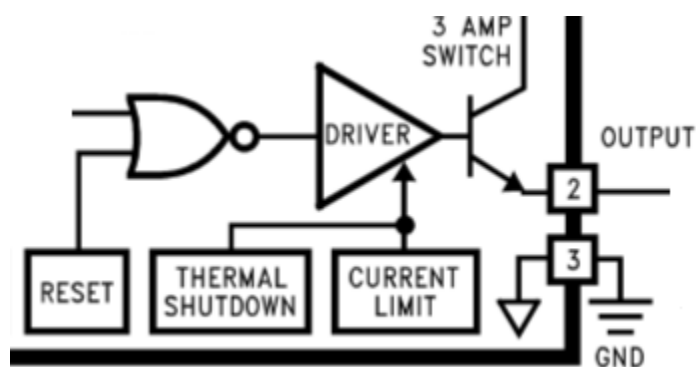 3 AMP
SWITCH
DRIVER
OUTPUT
2
3
RESET
THERMAL
SHUTDOWN
CURRENT
LIMIT
GND